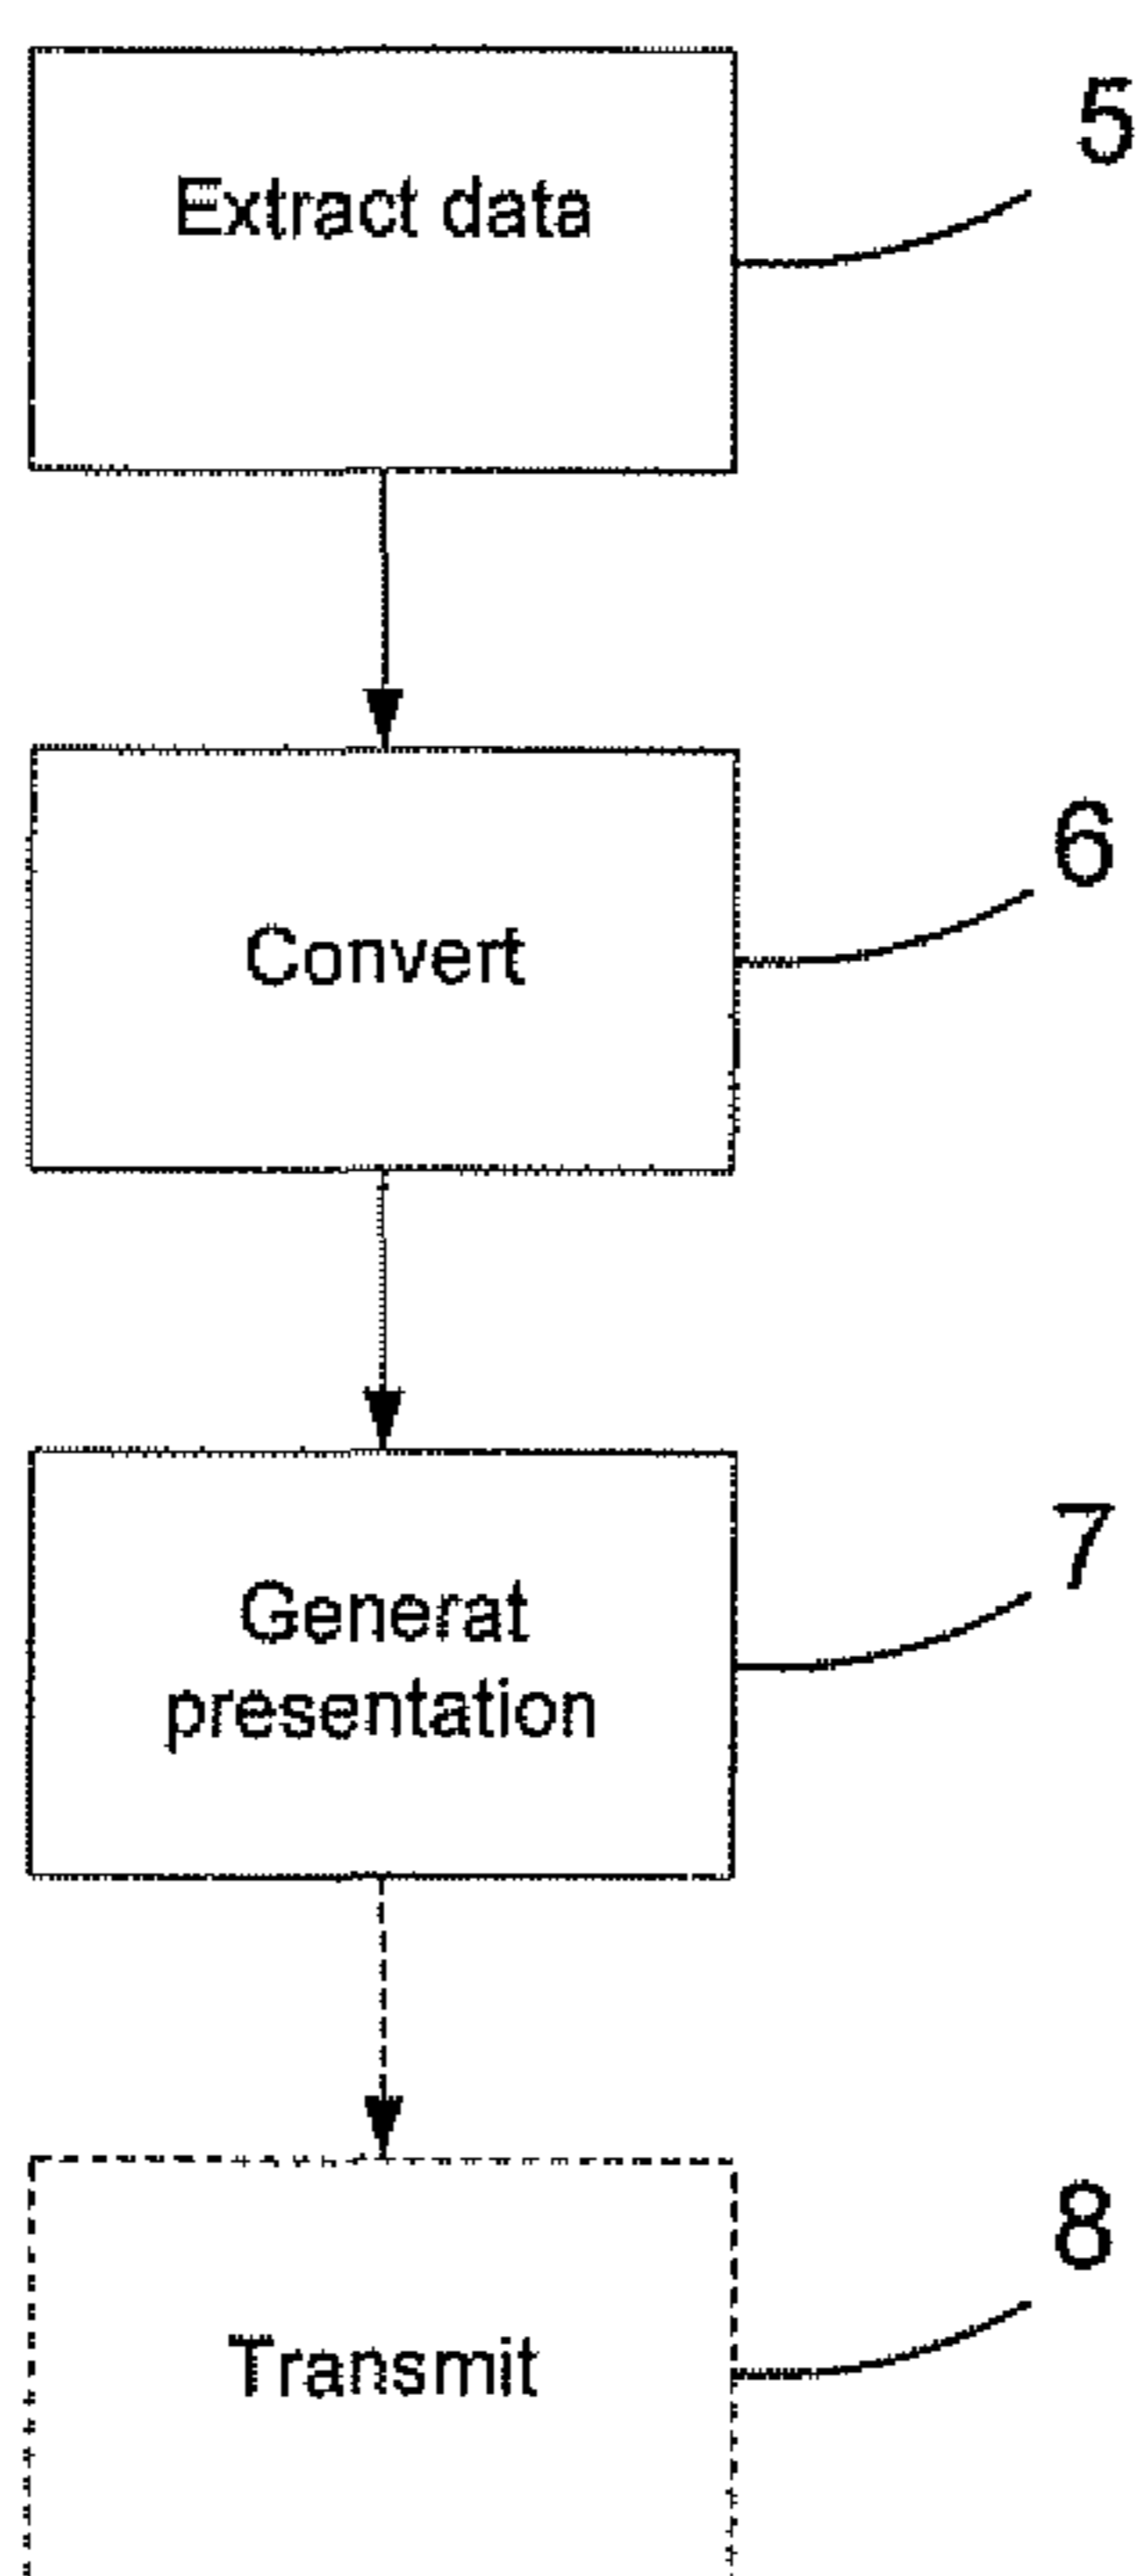 5
Extract data
6
Convert
7
Generat
presentation
8
Transmit